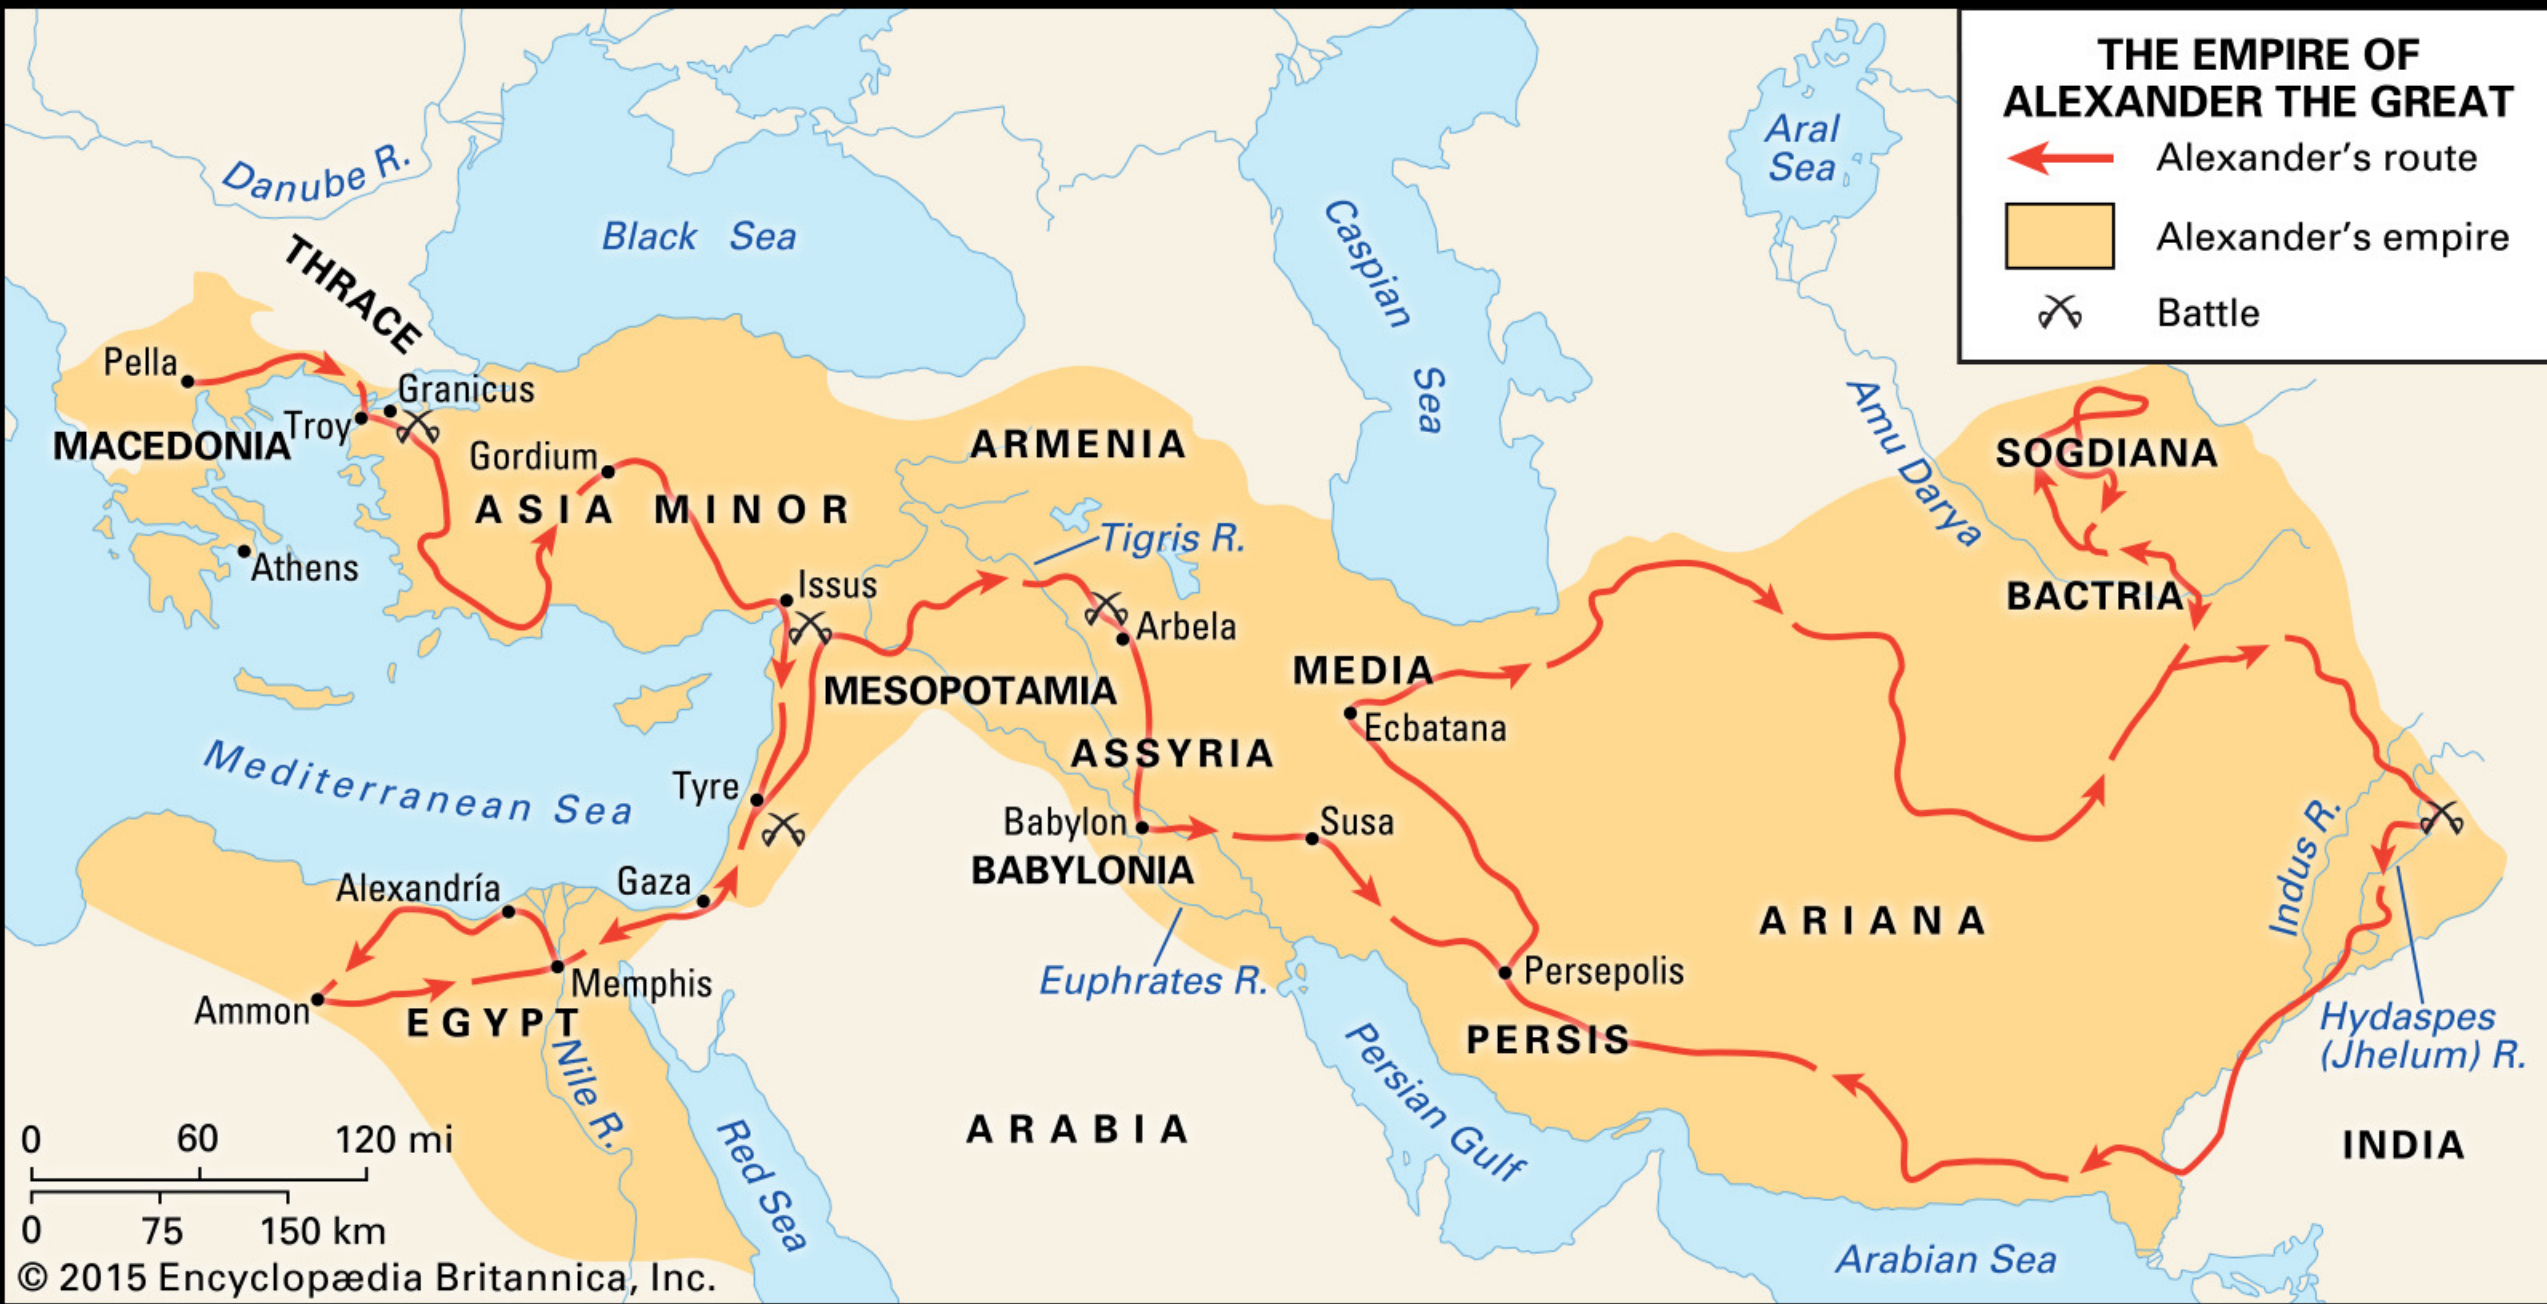 THE EMPIRE OF
ALEXANDER THE GREAT
Alexander's route
Alexander's empire
Battle
Danube R.
Black Sea
Caspian Sea
Aral
Sea
THRACE
Pella
Granicus
Troy
MACEDONIA
Gordium
ASIA MINOR
ARMENIA
Amu Darya
SOGDIANA
Athens
Tigris R.
Issus
Arbela
BACTRIA
MESOPOTAMIA
MEDIA
Ecbatana
ASSYRIA
Mediterranean Sea
Tyre
Babylon
Susa
BABYLONIA
Indus R.
Alexandría
Gaza
ARIANA
Euphrates R.
Persepolis
Memphis
Ammon
EGYPT
Nile R.
PERSIS
Hydaspes
(Jhelum) R.
Persian Gulf
ARABIA
Red Sea
INDIA
Arabian Sea
0 60 120 mi
0 75 150 km
© 2015 Encyclopædia Britannica, Inc.